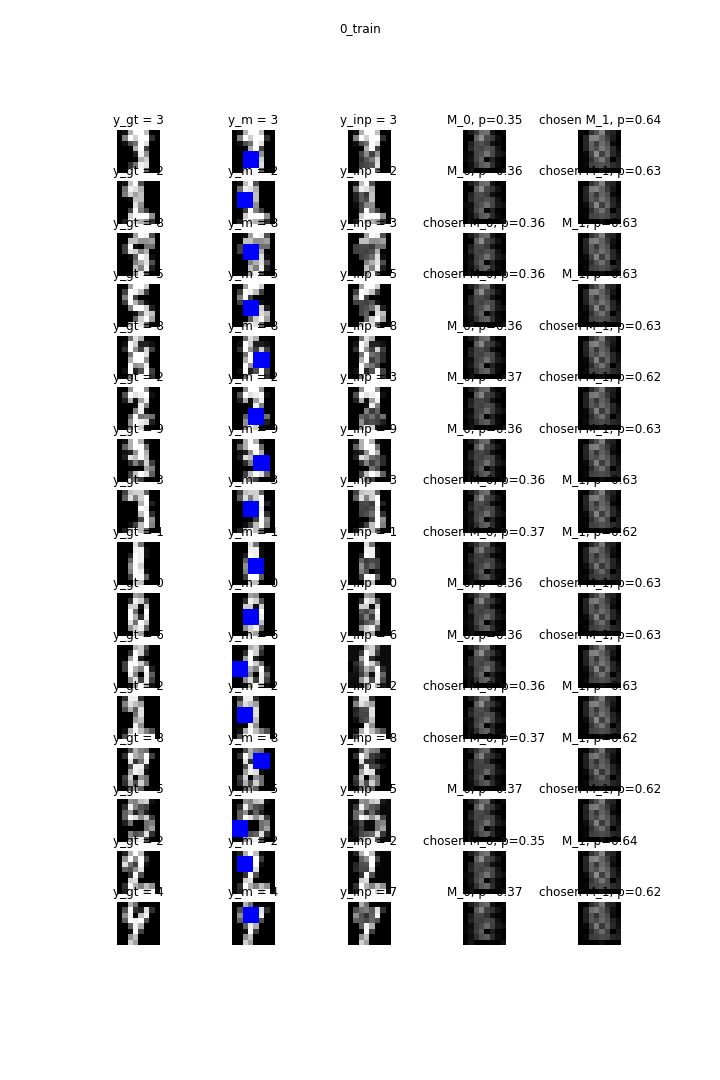 0_train
y_gt = 3 y_m = 3 y_inp = 3 M_0, p=0.35 chosen M_1, p=0.64
y_gt = 2 y_m = 2 y_inp = 2 M_0, p=0.36 chosen M_1, p=0.63
y_gt = 8 y_m = 8 y_inp = 3 chosen M_0, p=0.36 M_1, p=0.63
y_gt = 5 y_m = 5 y_inp = 5 chosen M_0, p=0.36 M_1, p=0.63
y_gt = 8 y_m = 8 y_inp = 8 M_0, p=0.36 chosen M_1, p=0.63
y_gt = 2 y_m = 2 y_inp = 3 M_0, p=0.37 chosen M_1, p=0.62
y_gt = 9 y_m = 9 y_inp = 9 M_0, p=0.36 chosen M_1, p=0.63
y_gt = 3 y_m = 3 y_inp = 3 chosen M_0, p=0.36 M_1, p=0.63
y_gt = 1 y_m = 1 y_inp = 1 chosen M_0, p=0.37 M_1, p=0.62
y_gt = 0 y_m = 0 y_inp = 0 M_0, p=0.36 chosen M_1, p=0.63
y_gt = 6 y_m = 6 y_inp = 6 M_0, p=0.36 chosen M_1, p=0.63
y_gt = 2 y_m = 2 y_inp = 2 chosen M_0, p=0.36 M_1, p=0.63
y_gt = 8 y_m = 8 y_inp = 8 chosen M_0, p=0.37 M_1, p=0.62
y_gt = 5 y_m = 5 y_inp = 5 M_0, p=0.37 chosen M_1, p=0.62
y_gt = 2 y_m = 2 y_inp = 2 chosen M_0, p=0.35 M_1, p=0.64
y_gt = 4 y_m = 4 y_inp = 7 M_0, p=0.37 chosen M_1, p=0.62